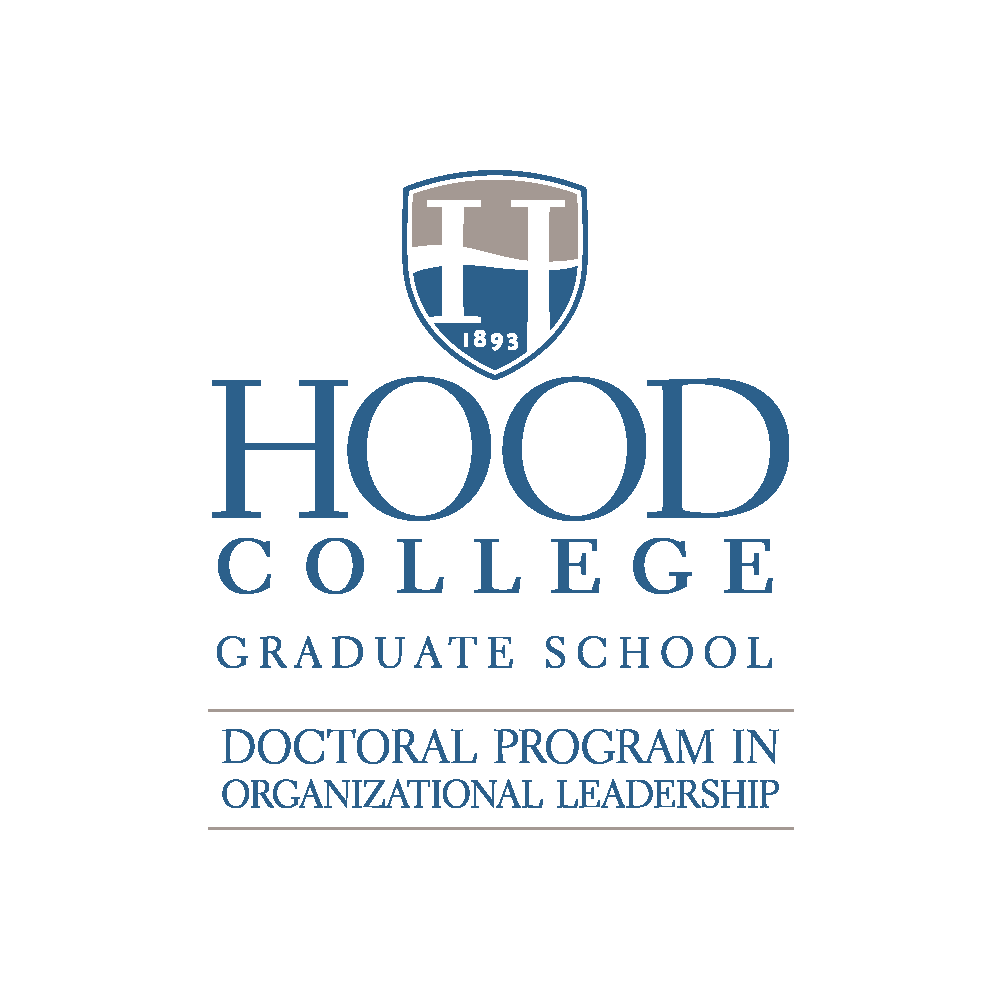 H
1893
HOOD
COLLEGE
GRADUATE SCHOOL
DOCTORAL PROGRAM IN
ORGANIZATIONAL LEADERSHIP